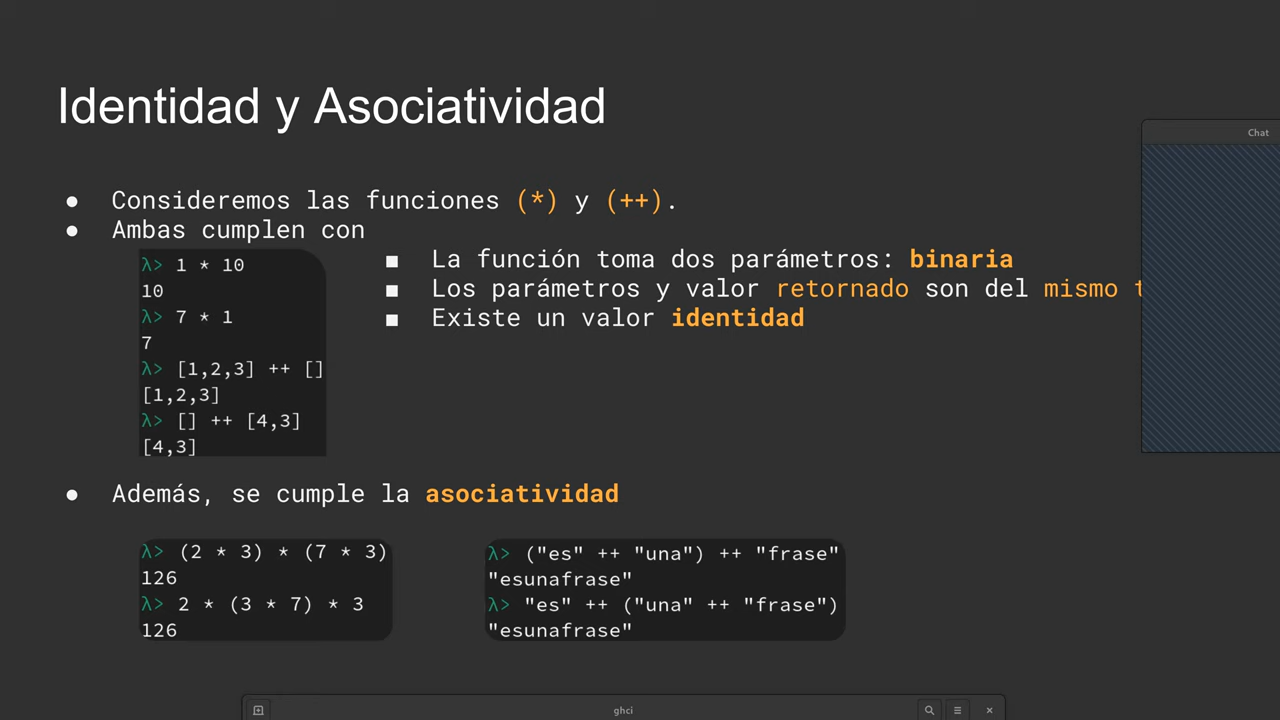 Identidad y Asociatividad
Chat
● Consideremos las funciones (*) y (++).
● Ambas cumplen con
λ> 1 * 10
10
λ> 7 * 1
7
λ> [1,2,3] ++ []
[1,2,3]
λ> [] ++ [4,3]
[4,3]
■ La función toma dos parámetros: binaria
■ Los parámetros y valor retornado son del mismo
■ Existe un valor identidad
● Además, se cumple la asociatividad
λ> (2 * 3) * (7 * 3)
126
λ> 2 * (3 * 7) * 3
126
λ> ("es" ++ "una") ++ "frase"
"esunafrase"
λ> "es" ++ ("una" ++ "frase")
"esunafrase"
ghci